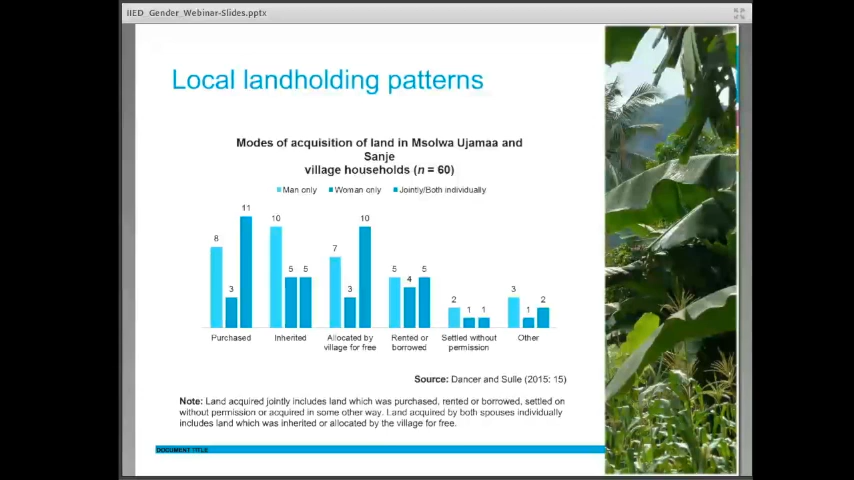 IIED_Gender_Webinar-Slides.pptx
Local landholding patterns
Modes of acquisition of land in Msolwa Ujamaa and
Sanje
village households (n = 60)
Man only Woman only Jointly/Both individually
8 3 11
10 5 5
7 3 10
5 4 5
2 1 1
3 1 2
Purchased Inherited Allocated by Rented or Settled without Other
village for free borrowed permission
Source: Dancer and Sulle (2015: 15)
Note: Land acquired jointly includes land which was purchased, rented or borrowed, settled on
without permission or acquired in some other way. Land acquired by both spouses individually
includes land which was inherited or allocated by the village for free.
DOCUMENT TITLE